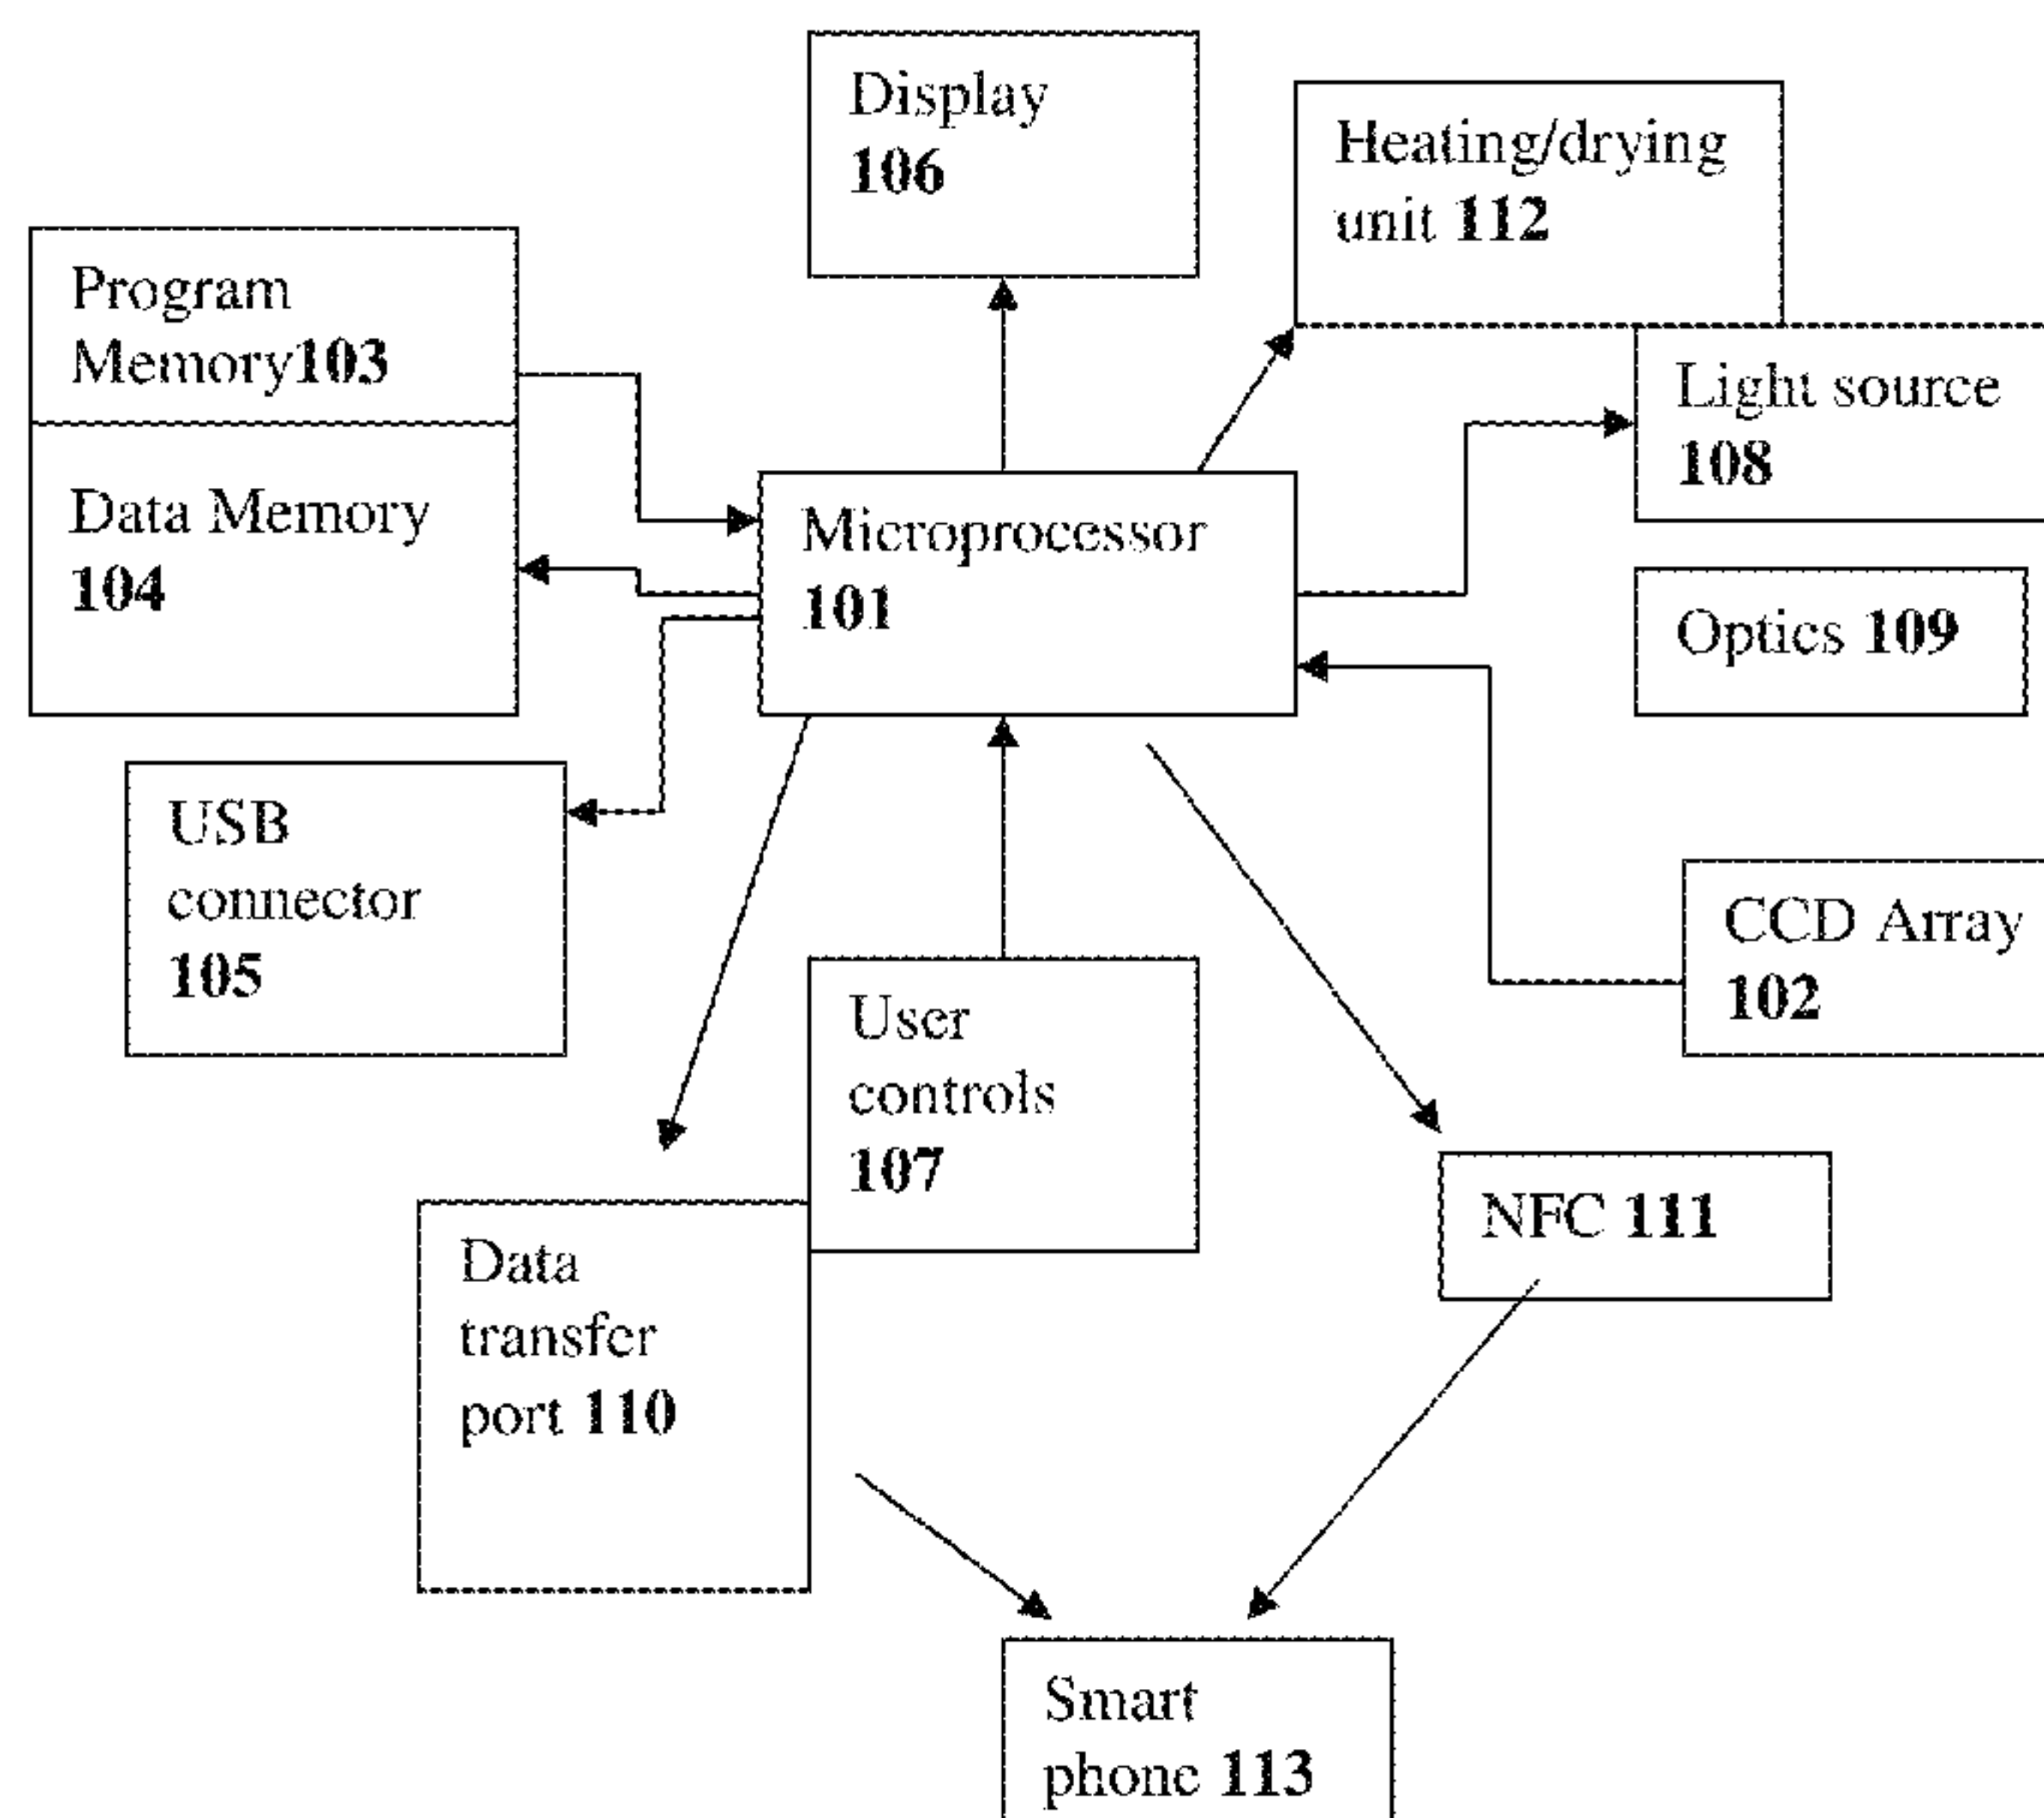 Display
106
Heating/drying
unit 112
Program
Memory103
Light source
108
Data Memory
104
Microprocessor
101
Optics 109
USB
connector
105
CCD Array
102
User
controls
107
NFC 111
Data
transfer
port 110
Smart
phone 113